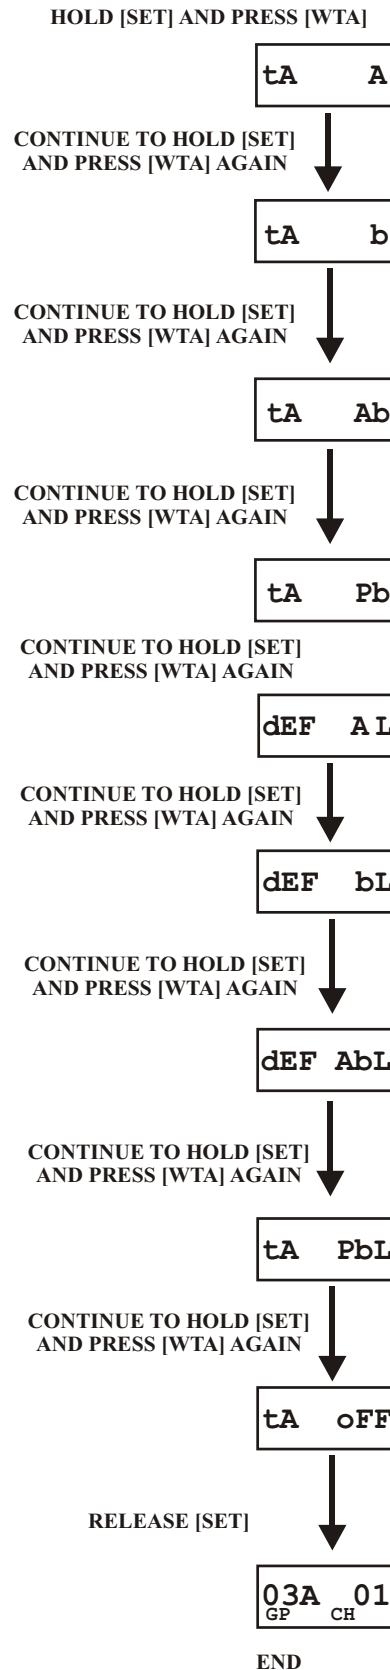 HOLD [SET] AND PRESS [WTA]
tA A
CONTINUE TO HOLD [SET]
AND PRESS [WTA] AGAIN
tA b
CONTINUE TO HOLD [SET]
AND PRESS [WTA] AGAIN
tA Ab
CONTINUE TO HOLD [SET]
AND PRESS [WTA] AGAIN
tA Pb
CONTINUE TO HOLD [SET]
AND PRESS [WTA] AGAIN
dEF A L
CONTINUE TO HOLD [SET]
AND PRESS [WTA] AGAIN
dEF bL
CONTINUE TO HOLD [SET]
AND PRESS [WTA] AGAIN
dEF AbL
CONTINUE TO HOLD [SET]
AND PRESS [WTA] AGAIN
tA PbL
CONTINUE TO HOLD [SET]
AND PRESS [WTA] AGAIN
tA oFF
RELEASE [SET]
03A 01
GP CH
END